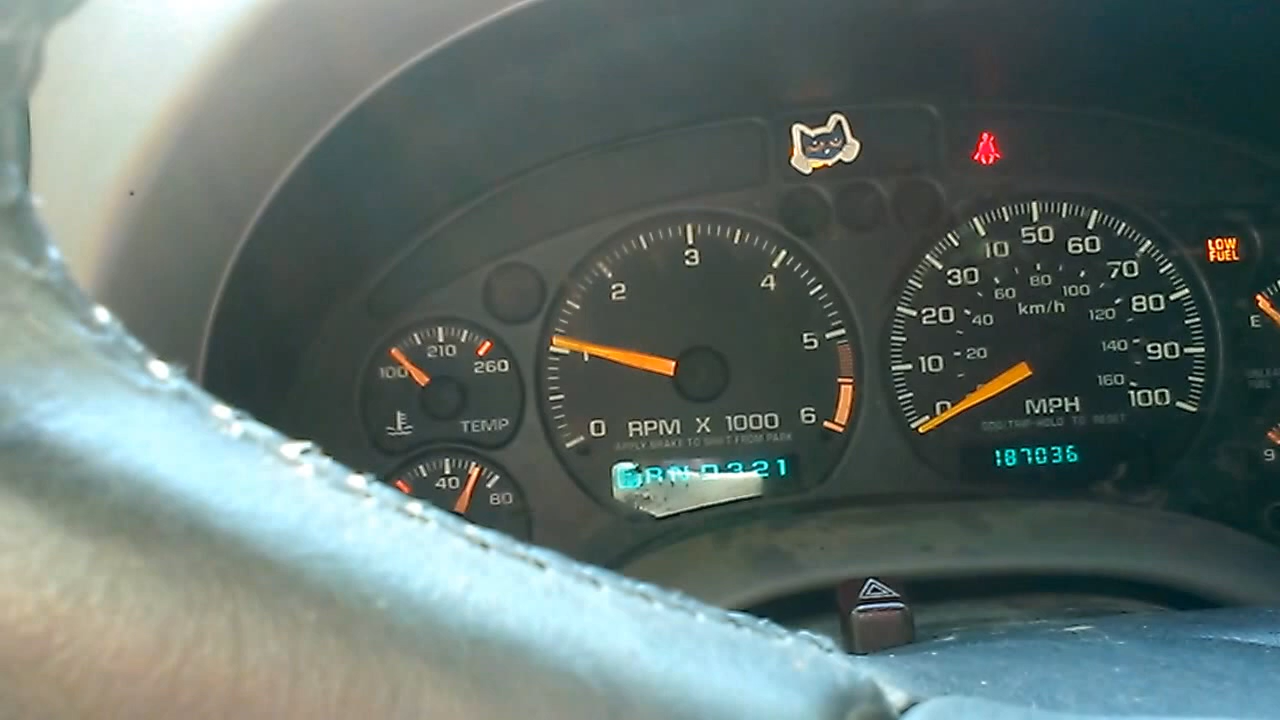 100 210 260
TEMP
40 80
0 1 2 3 4 5 6
RPM X 1000
APPLY BRAKE TO SHIFT FROM PARK
PRND321
0 10 20 30 10 50 60 70 80 90 100
20 40 60 80 100 120 140 160
km/h
MPH
187036
LOW
FUEL
E
9